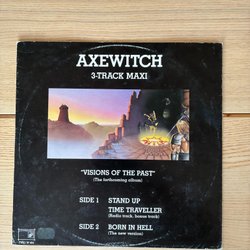 AXEWITCH
3-TRACK MAXI
"VISIONS OF THE PAST"
(The forthcoming album)
SIDE 1 STAND UP
TIME TRAVELLER
(Radio track, bonus track)
SIDE 2 BORN IN HELL
(The new version)